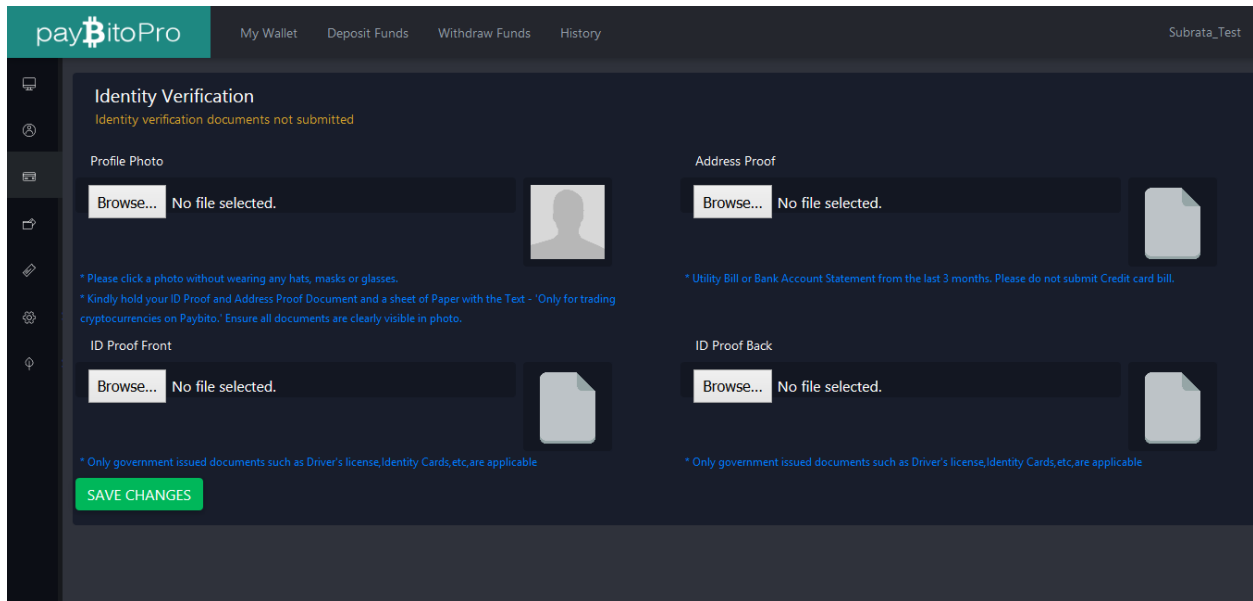 payBitoPro
My Wallet
Deposit Funds
Withdraw Funds
History
Subrata_Test
Identity Verification
Identity verification documents not submitted
Profile Photo
Browse... No file selected.
* Please click a photo without wearing any hats, masks or glasses.
* Kindly hold your ID Proof and Address Proof Document and a sheet of Paper with the Text - 'Only for trading
cryptocurrencies on Paybito.' Ensure all documents are clearly visible in photo.
Address Proof
Browse... No file selected.
* Utility Bill or Bank Account Statement from the last 3 months. Please do not submit Credit card bill.
ID Proof Front
Browse... No file selected.
* Only government issued documents such as Driver's license,Identity Cards,etc,are applicable
ID Proof Back
Browse... No file selected.
* Only government issued documents such as Driver's license,Identity Cards,etc,are applicable
SAVE CHANGES